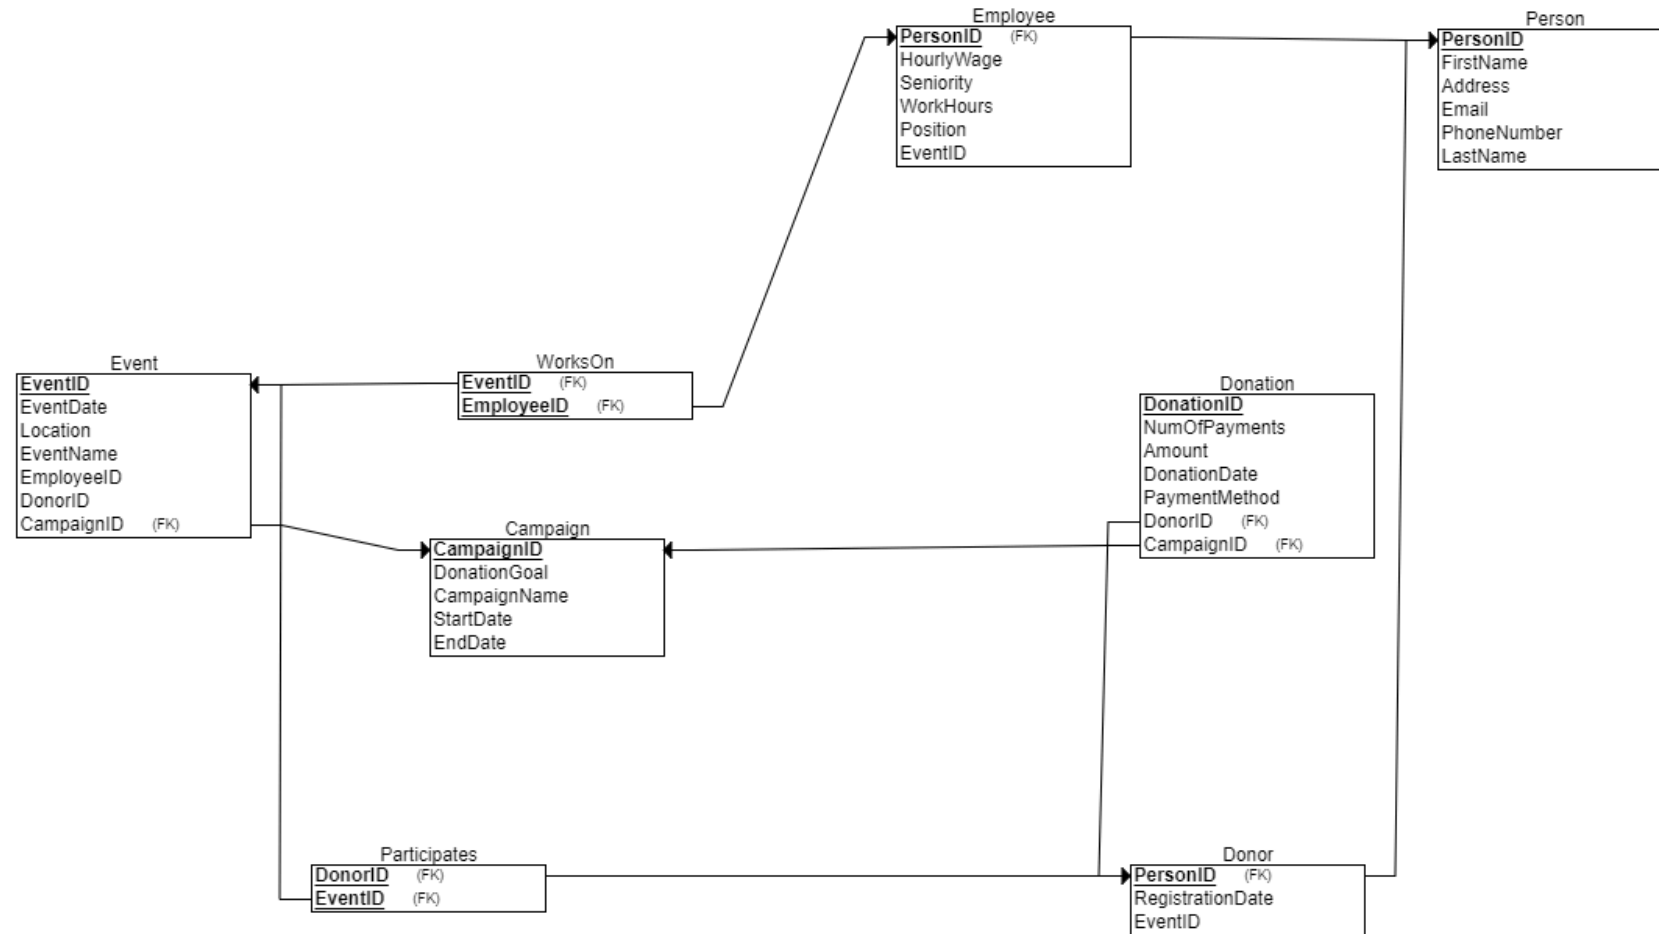 Employee
PersonID (FK)
HourlyWage
Seniority
WorkHours
Position
EventID
Person
PersonID
FirstName
Address
Email
PhoneNumber
LastName
Event
EventID
EventDate
Location
EventName
EmployeeID
DonorID
CampaignID (FK)
WorksOn
EventID (FK)
EmployeeID (FK)
Campaign
CampaignID
DonationGoal
CampaignName
StartDate
EndDate
Donation
DonationID
NumOfPayments
Amount
DonationDate
PaymentMethod
DonorID (FK)
CampaignID (FK)
Participates
DonorID (FK)
EventID (FK)
Donor
PersonID (FK)
RegistrationDate
EventID